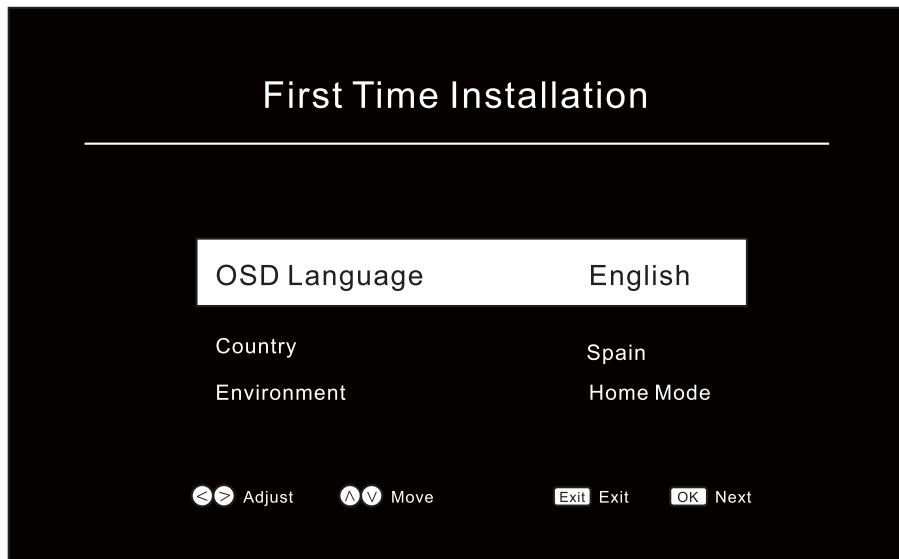 First Time Installation
OSD Language English
Country Spain
Environment Home Mode
< > Adjust ∧ ∨ Move Exit Exit OK Next